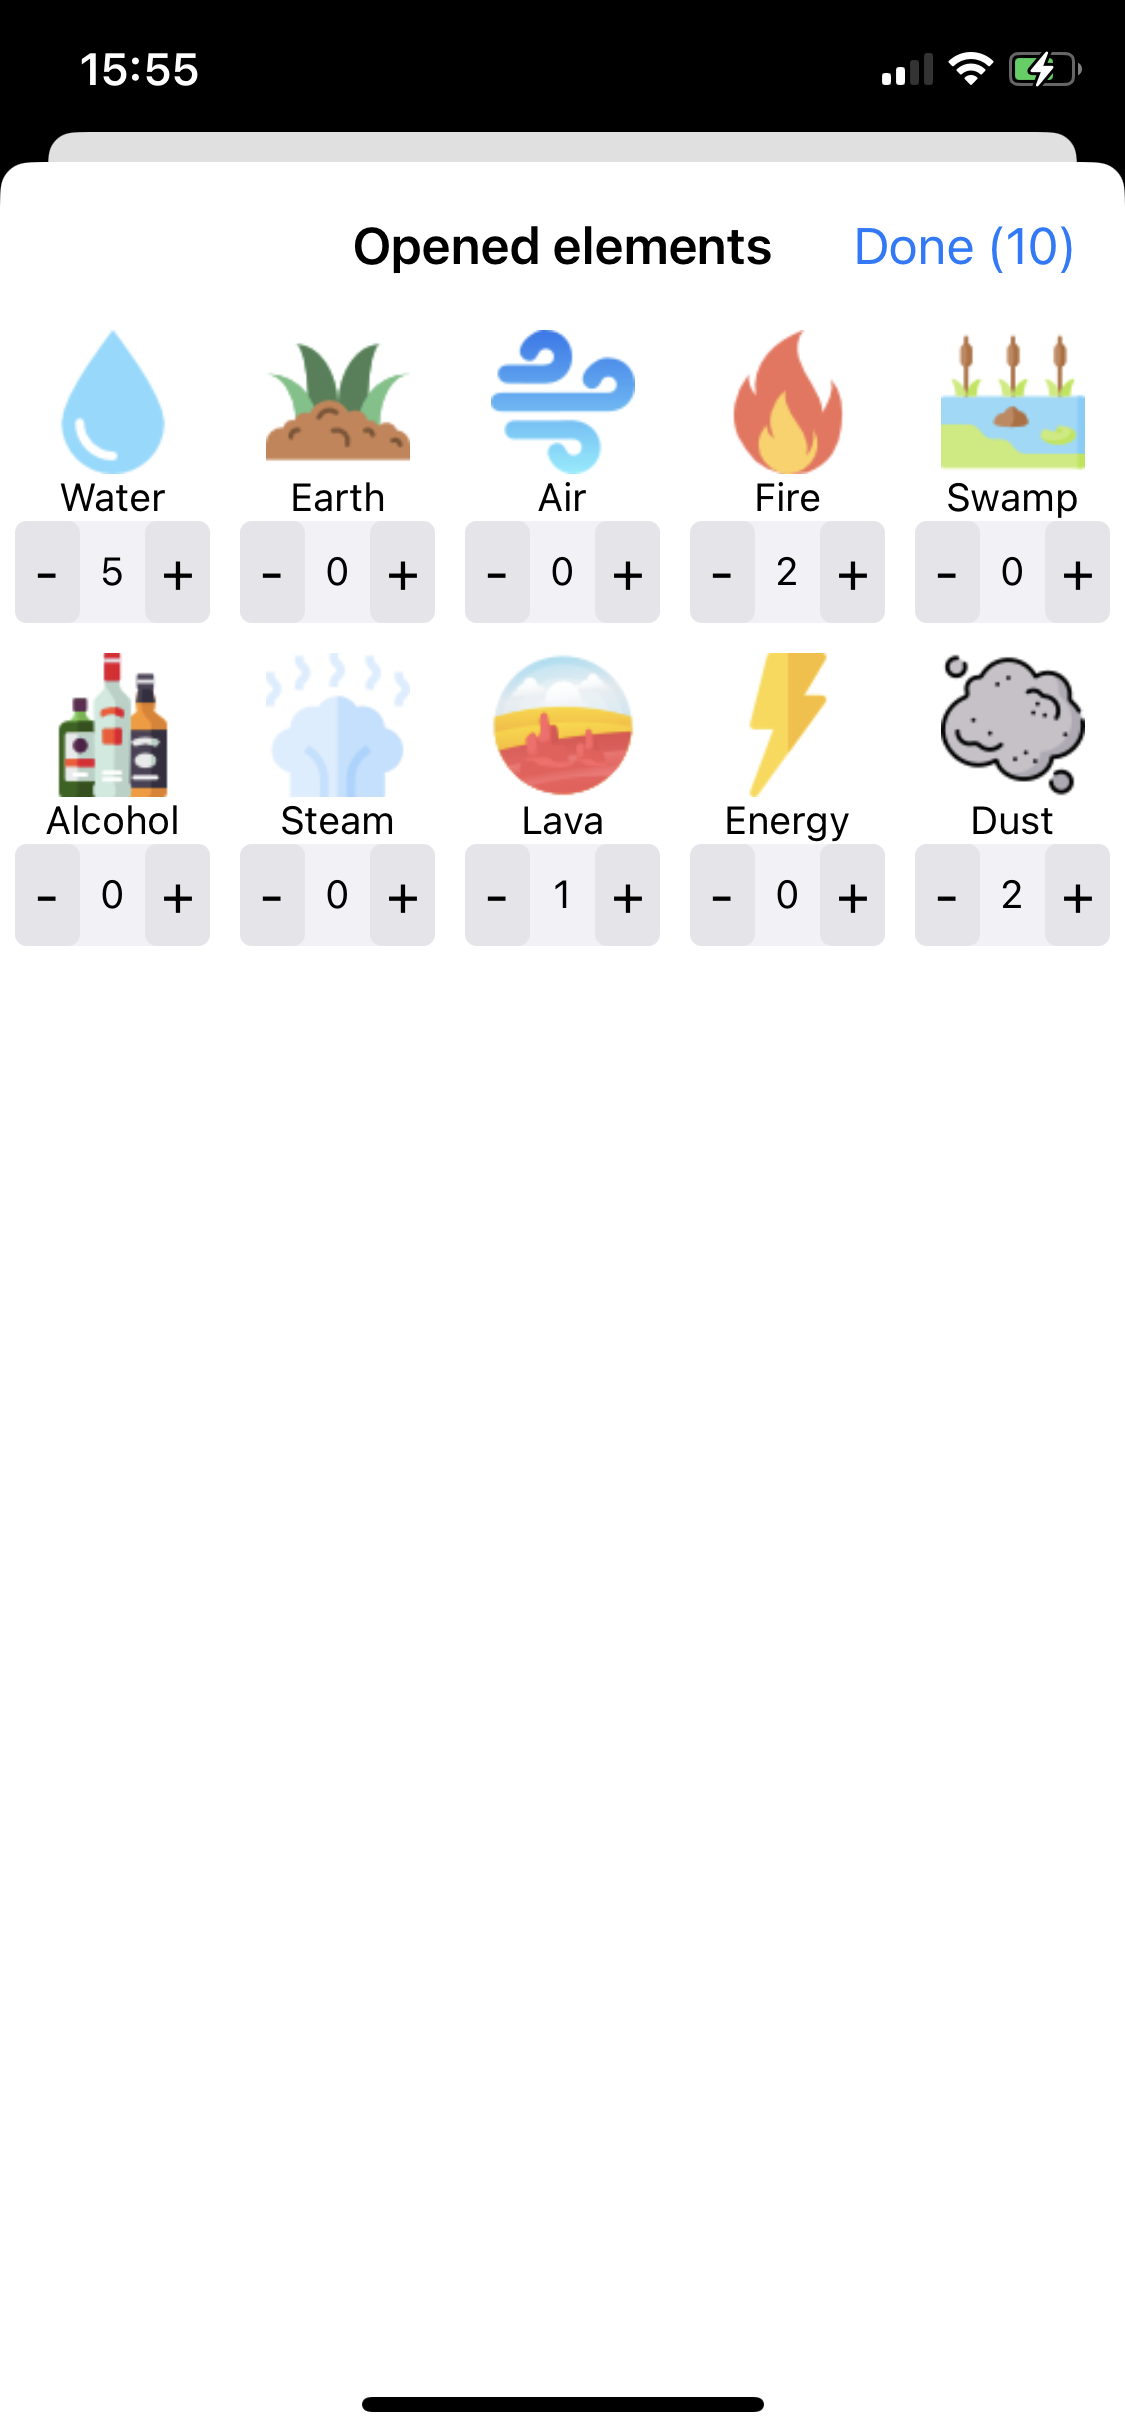 15:55
Opened elements Done (10)
Water Earth Air Fire Swamp
- 5 + - 0 + - 0 + - 2 + - 0 +
Alcohol Steam Lava Energy Dust
- 0 + - 0 + - 1 + - 0 + - 2 +